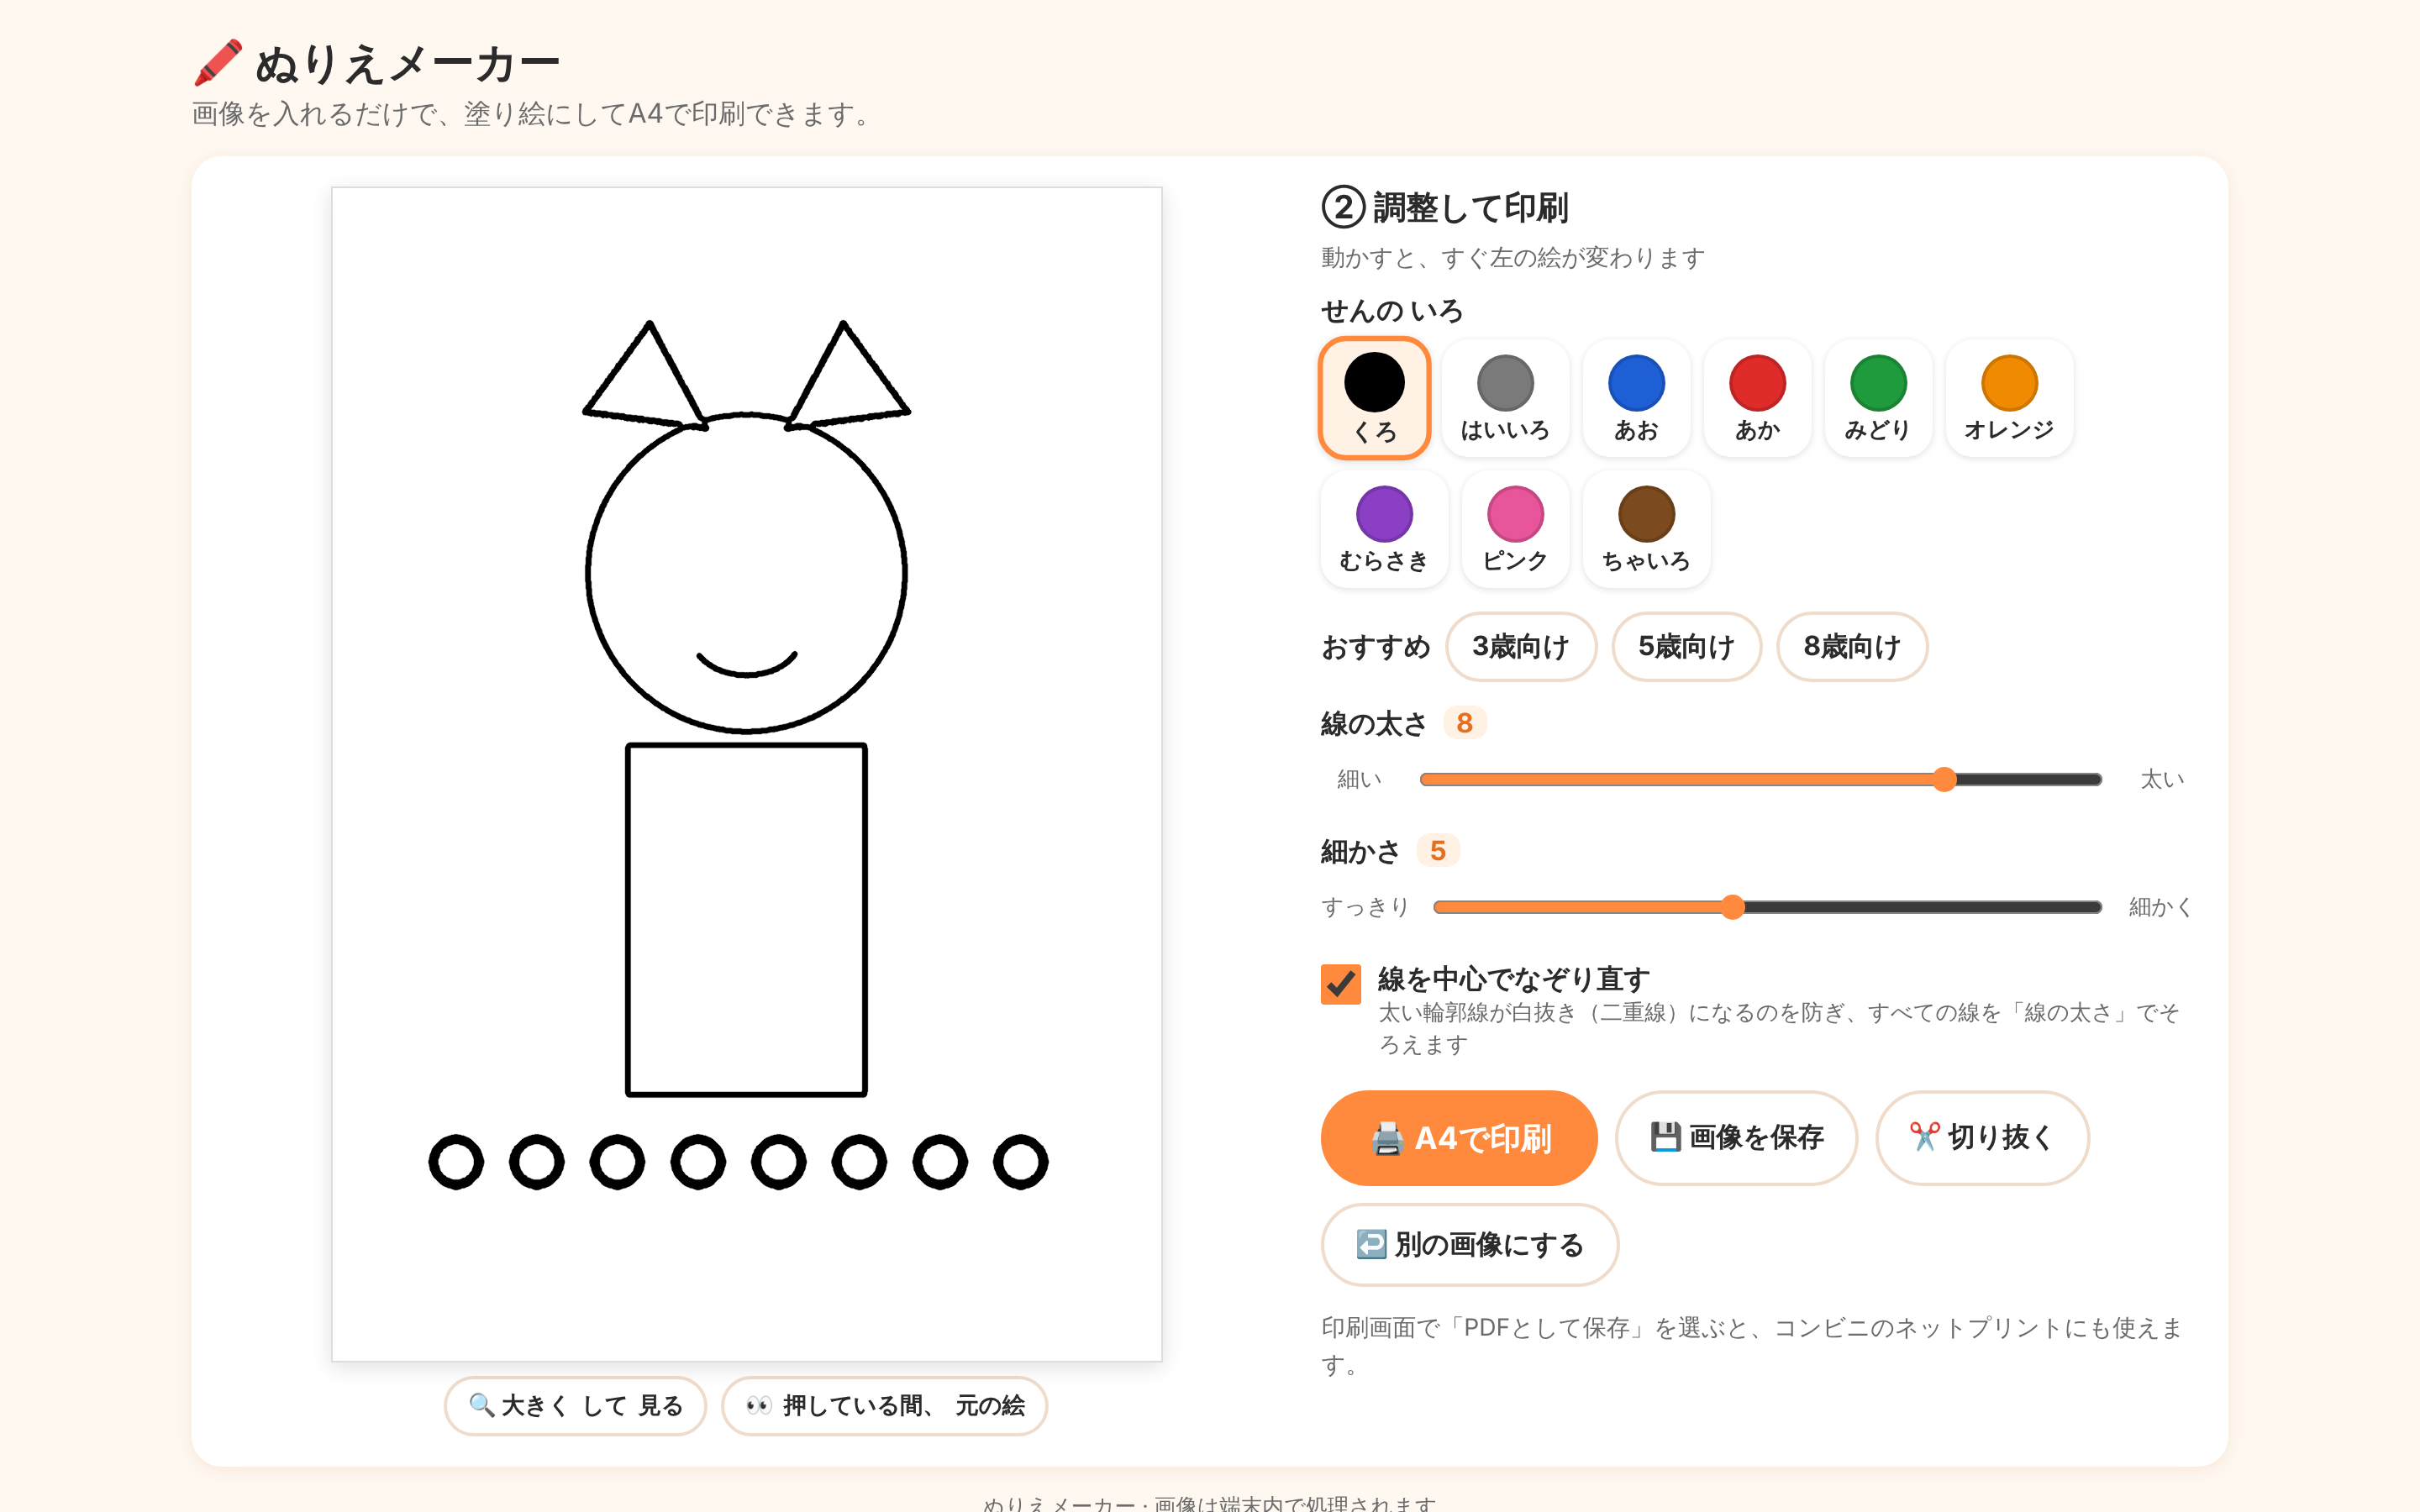 ぬりえメーカー
画像を入れるだけで、塗り絵にしてA4で印刷できます。
② 調整して印刷
動かすと、すぐ左の絵が変わります
せんの いろ
くろ はいいろ あお あか みどり オレンジ
むらさき ピンク ちゃいろ
おすすめ 3歳向け 5歳向け 8歳向け
線の太さ 8
細い 太い
細かさ 5
すっきり 細かく
線を中心でなぞり直す
太い輪郭線が白抜き（二重線）になるのを防ぎ、すべての線を「線の太さ」でそ
ろえます
A4で印刷 画像を保存 切り抜く
別の画像にする
印刷画面で「PDFとして保存」を選ぶと、コンビニのネットプリントにも使えま
す。
大きく して 見る 押している間、 元の絵
ぬりえメーカー · 画像は端末内で処理されます